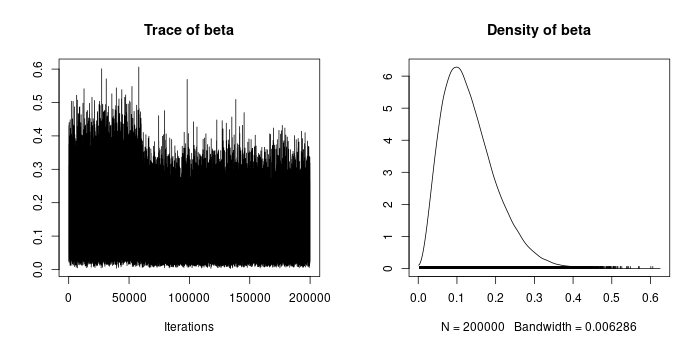 Trace of beta
0.0 0.1 0.2 0.3 0.4 0.5 0.6
0 50000 100000 150000 200000
Iterations
Density of beta
0 1 2 3 4 5 6
0.0 0.1 0.2 0.3 0.4 0.5 0.6
N = 200000 Bandwidth = 0.006286